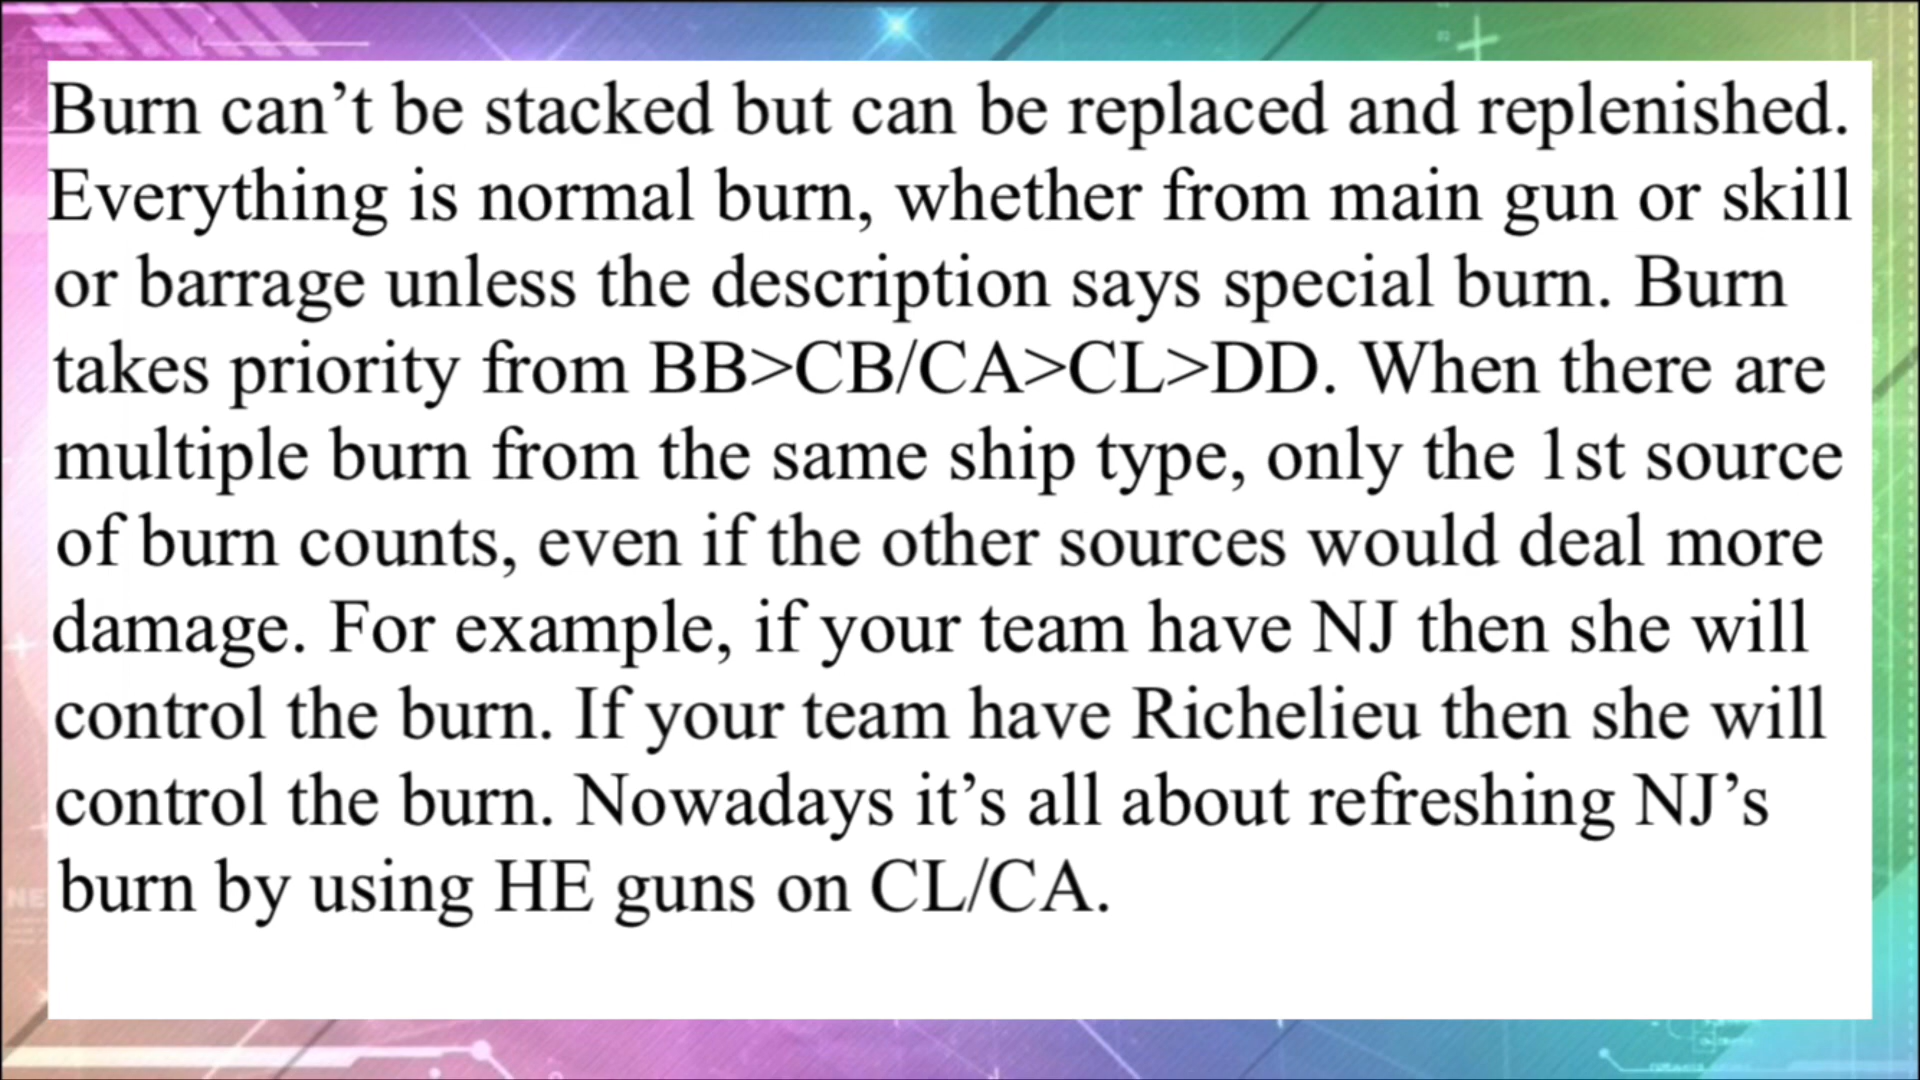 Burn can’t be stacked but can be replaced and replenished.
Everything is normal burn, whether from main gun or skill
or barrage unless the description says special burn. Burn
takes priority from BB>CB/CA>CL>DD. When there are
multiple burn from the same ship type, only the 1st source
of burn counts, even if the other sources would deal more
damage. For example, if your team have NJ then she will
control the burn. If your team have Richelieu then she will
control the burn. Nowadays it’s all about refreshing NJ’s
burn by using HE guns on CL/CA.